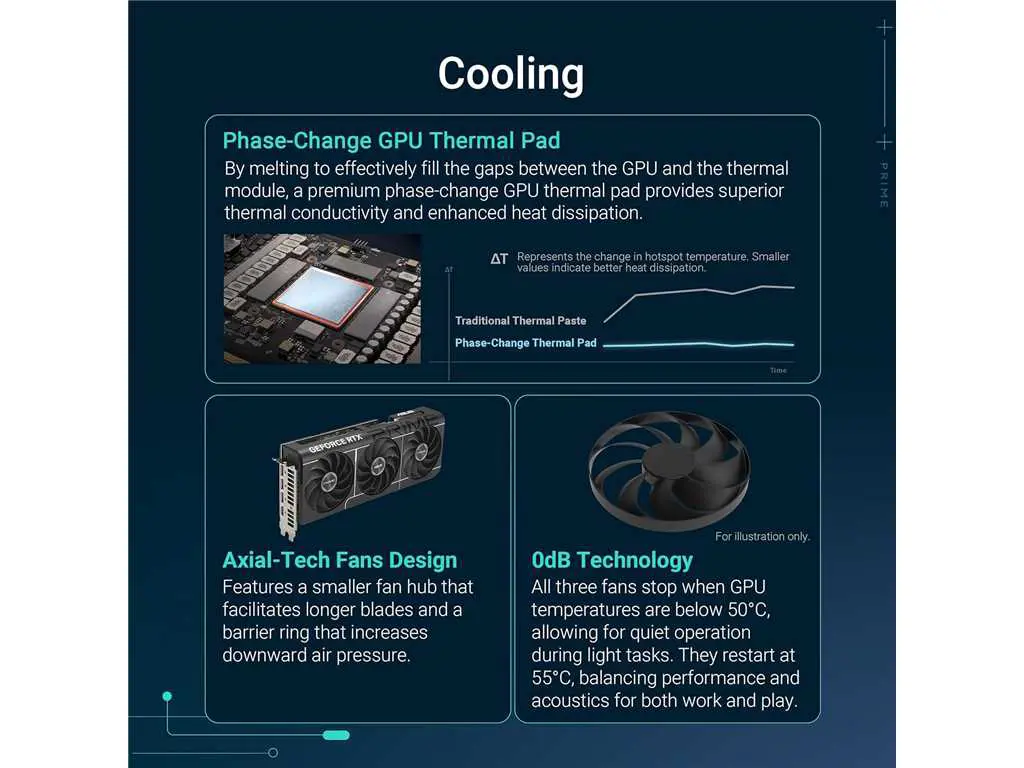 Cooling
PRIME
Phase-Change GPU Thermal Pad
By melting to effectively fill the gaps between the GPU and the thermal
module, a premium phase-change GPU thermal pad provides superior
thermal conductivity and enhanced heat dissipation.
ΔT Represents the change in hotspot temperature. Smaller
values indicate better heat dissipation.
ΔT
Traditional Thermal Paste
Phase-Change Thermal Pad
Time
GEFORCE RTX
Axial-Tech Fans Design
Features a smaller fan hub that
facilitates longer blades and a
barrier ring that increases
downward air pressure.
For illustration only.
0dB Technology
All three fans stop when GPU
temperatures are below 50°C,
allowing for quiet operation
during light tasks. They restart at
55°C, balancing performance and
acoustics for both work and play.